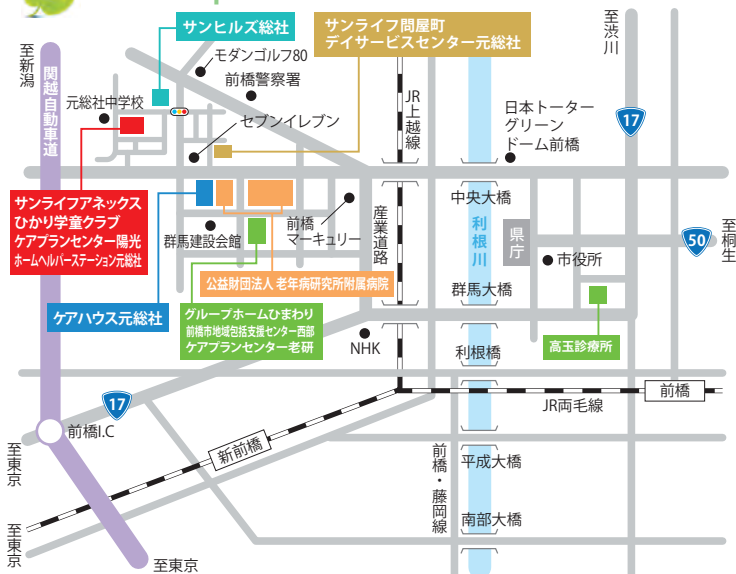 サンヒルズ総社
サンライフ問屋町
デイサービスセンター元総社
至渋川
至新潟
関越自動車道
モダンゴルフ80
前橋警察署
元総社中学校
セブンイレブン
JR上越線
日本トーター
グリーン
ドーム前橋
17
サンライフアネックス
ひかり学童クラブ
ケアプランセンター陽光
ホームヘルパーステーション元総社
中央大橋
産業道路
利根川
県庁
至桐生
50
群馬建設会館
前橋
マーキュリー
市役所
公益財団法人 老年病研究所附属病院
群馬大橋
ケアハウス元総社
グループホームひまわり
前橋市地域包括支援センター西部
ケアプランセンター老研
NHK
利根橋
高玉診療所
17
前橋
JR両毛線
前橋I.C
新前橋
至東京
前橋・藤岡線
平成大橋
南部大橋
至東京
至東京